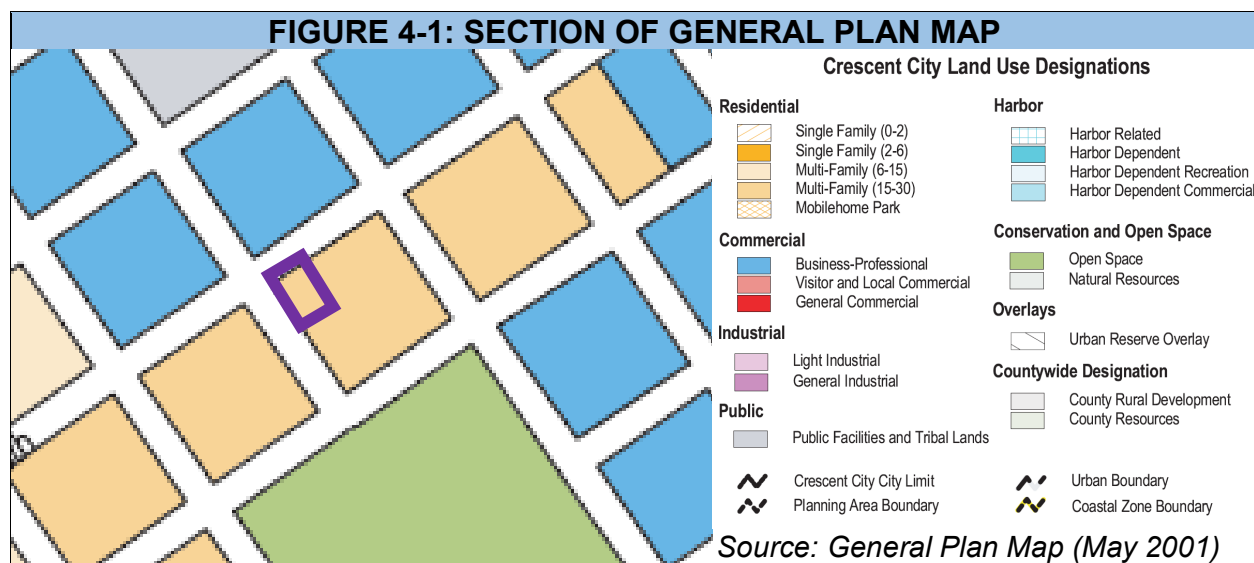 FIGURE 4-1: SECTION OF GENERAL PLAN MAP
Crescent City Land Use Designations
Residential
Single Family (0-2)
Single Family (2-6)
Multi-Family (6-15)
Multi-Family (15-30)
Mobilehome Park
Commercial
Business-Professional
Visitor and Local Commercial
General Commercial
Industrial
Light Industrial
General Industrial
Public
Public Facilities and Tribal Lands
Crescent City City Limit
Planning Area Boundary
Harbor
Harbor Related
Harbor Dependent
Harbor Dependent Recreation
Harbor Dependent Commercial
Conservation and Open Space
Open Space
Natural Resources
Overlays
Urban Reserve Overlay
Countywide Designation
County Rural Development
County Resources
Urban Boundary
Coastal Zone Boundary
Source: General Plan Map (May 2001)